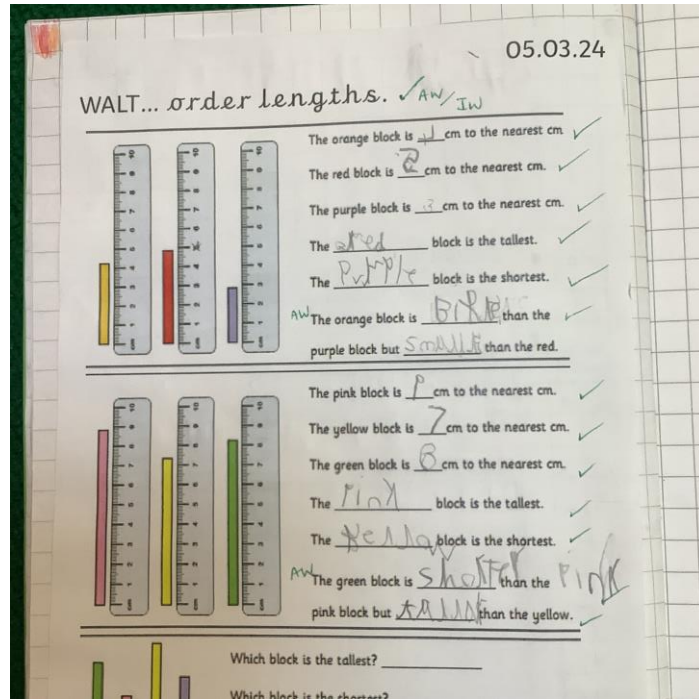 05.03.24
WALT... order lengths. ✓ AW/IW
The orange block is 4 cm to the nearest cm ✓
The red block is cm to the nearest cm. ✓
The purple block is 3 cm to the nearest cm. ✓
The red block is the tallest. ✓
The Purple block is the shortest. ✓
AW The orange block is than the ✓
purple block but than the red.
The pink block is cm to the nearest cm. ✓
The yellow block is 7 cm to the nearest cm. ✓
The green block is 8 cm to the nearest cm. ✓
The Pink block is the tallest. ✓
The Yellow block is the shortest. ✓
AW The green block is than the Pink
pink block but than the yellow. ✓
Which block is the tallest?
Which block is the shortest?